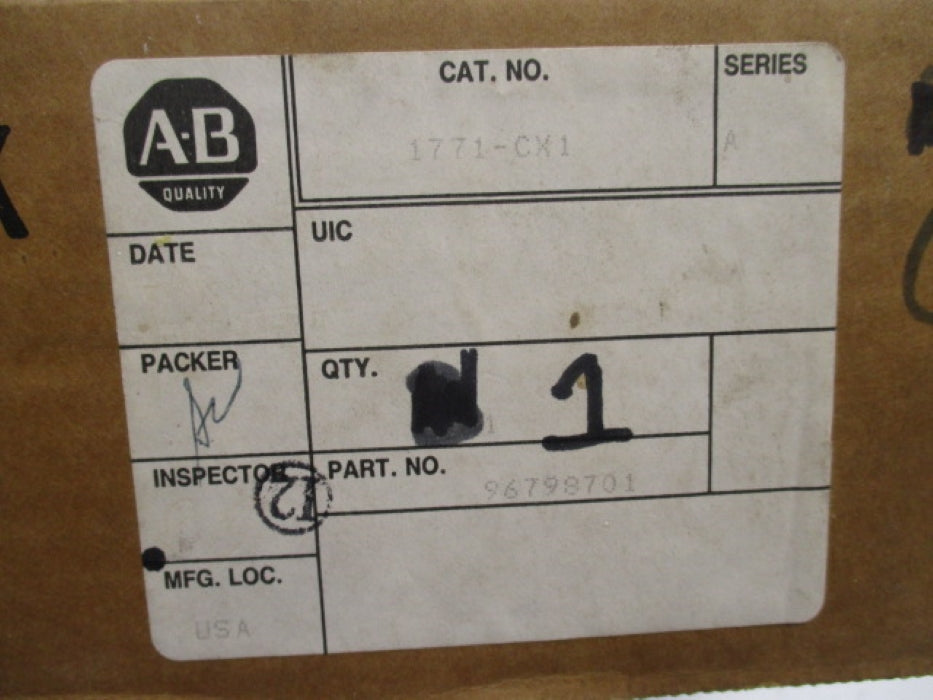 A-B
QUALITY
CAT. NO.
1771-CX1
SERIES
A
DATE
UIC
PACKER
QTY.
1
INSPECTOR
12
PART. NO.
96798701
MFG. LOC.
USA